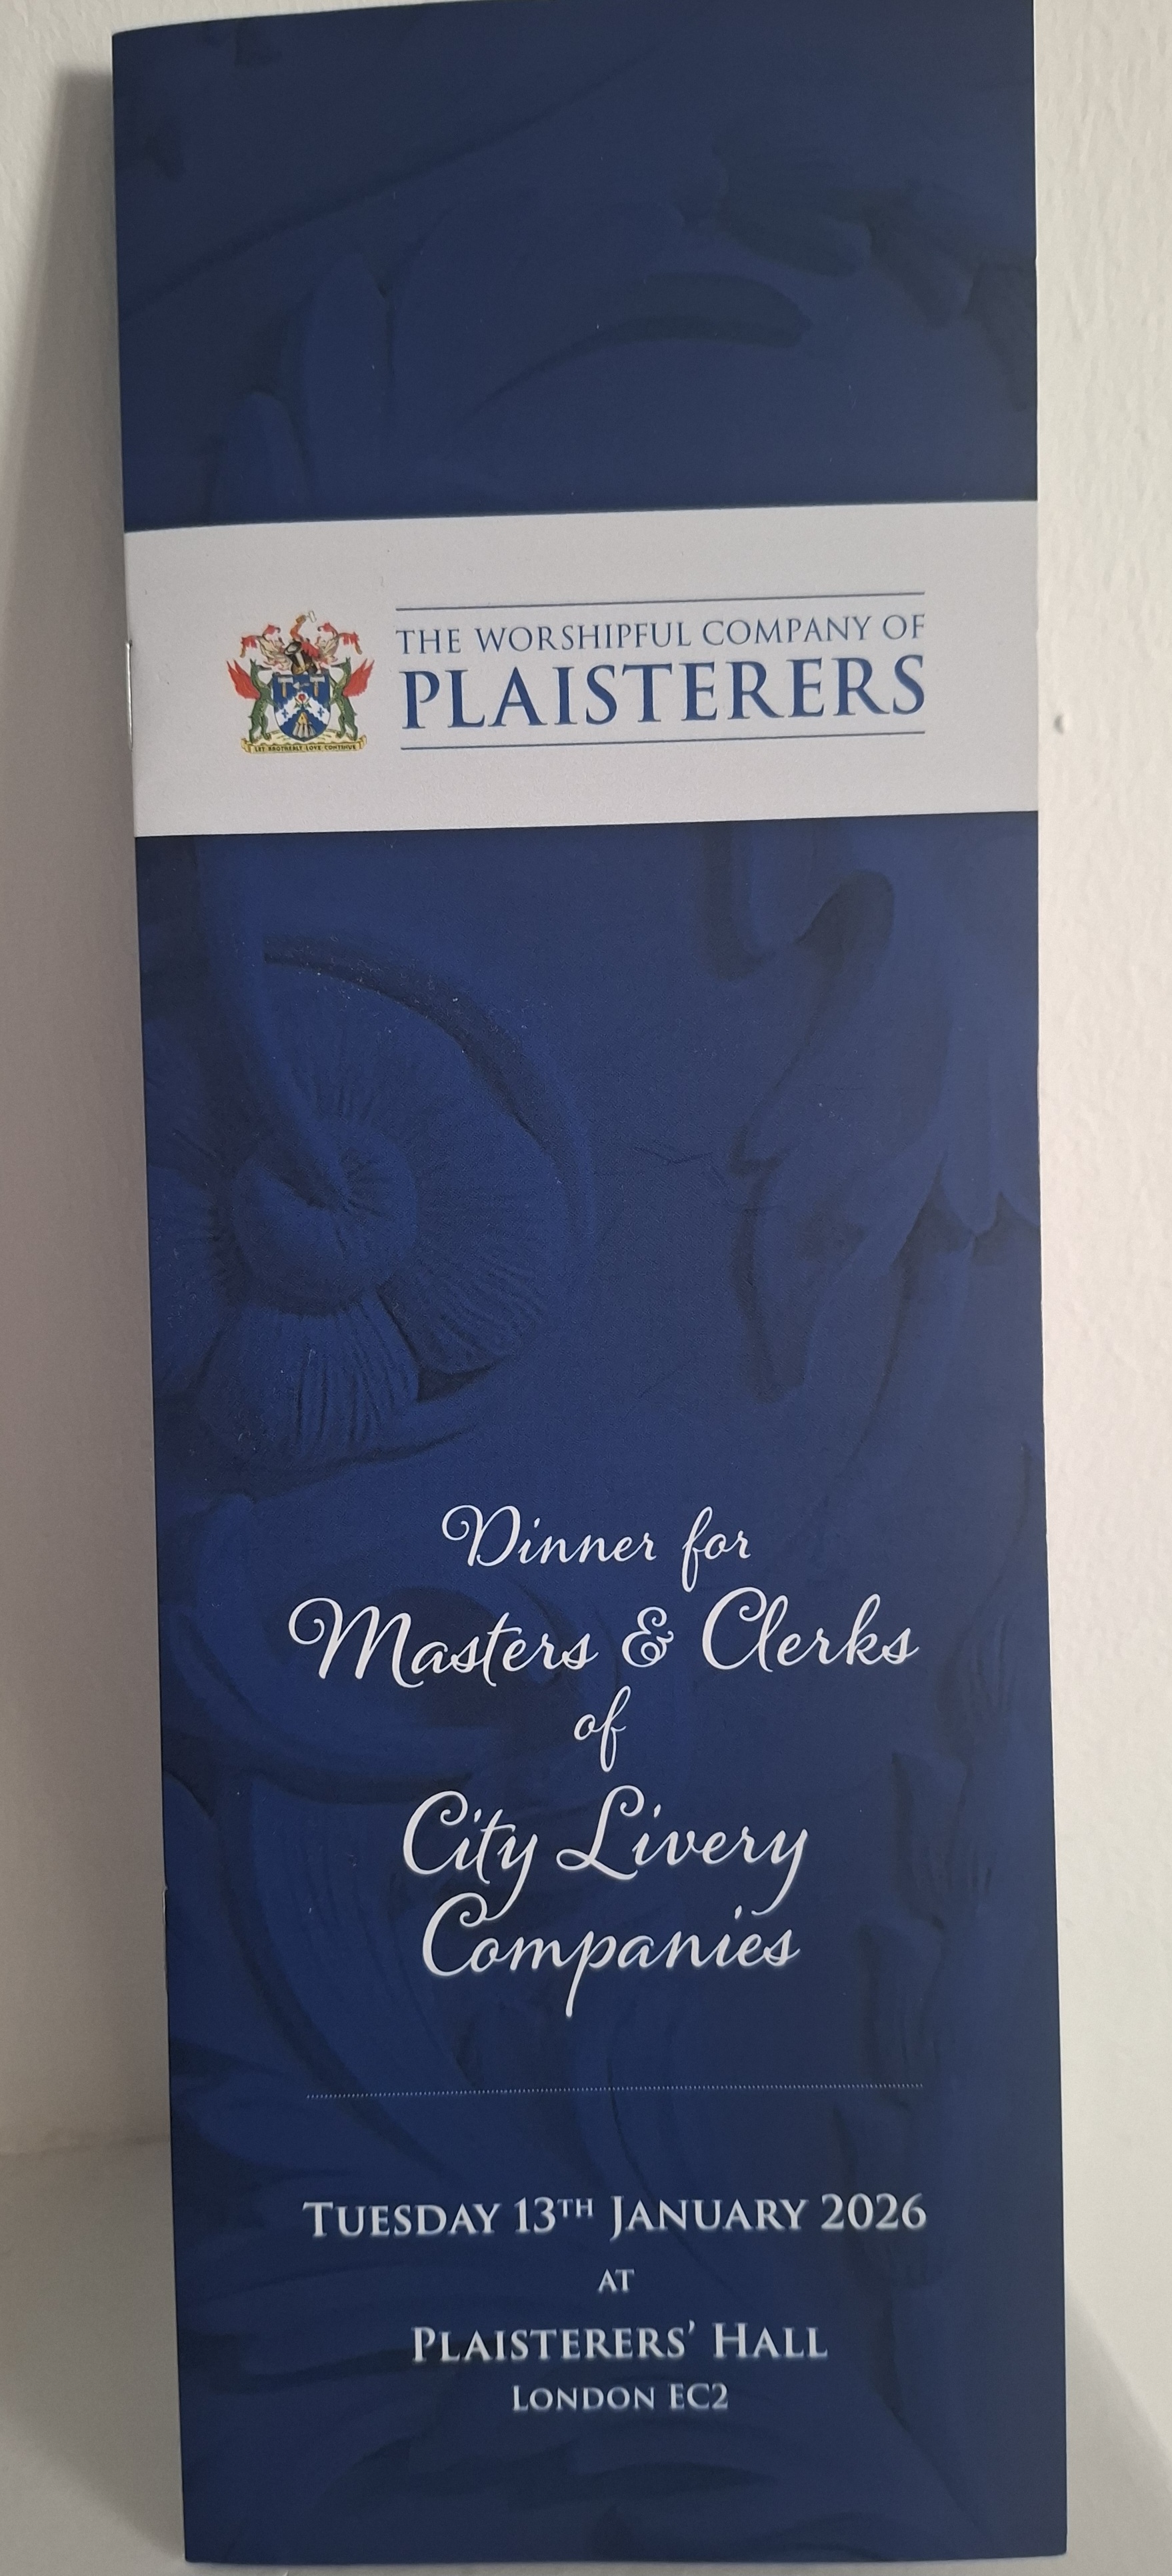 THE WORSHIPFUL COMPANY OF
PLAISTERERS
LET BROTHERLY LOVE CONTINUE
Dinner for
Masters & Clerks
of
City Livery
Companies
TUESDAY 13TH JANUARY 2026
AT
PLAISTERERS' HALL
LONDON EC2